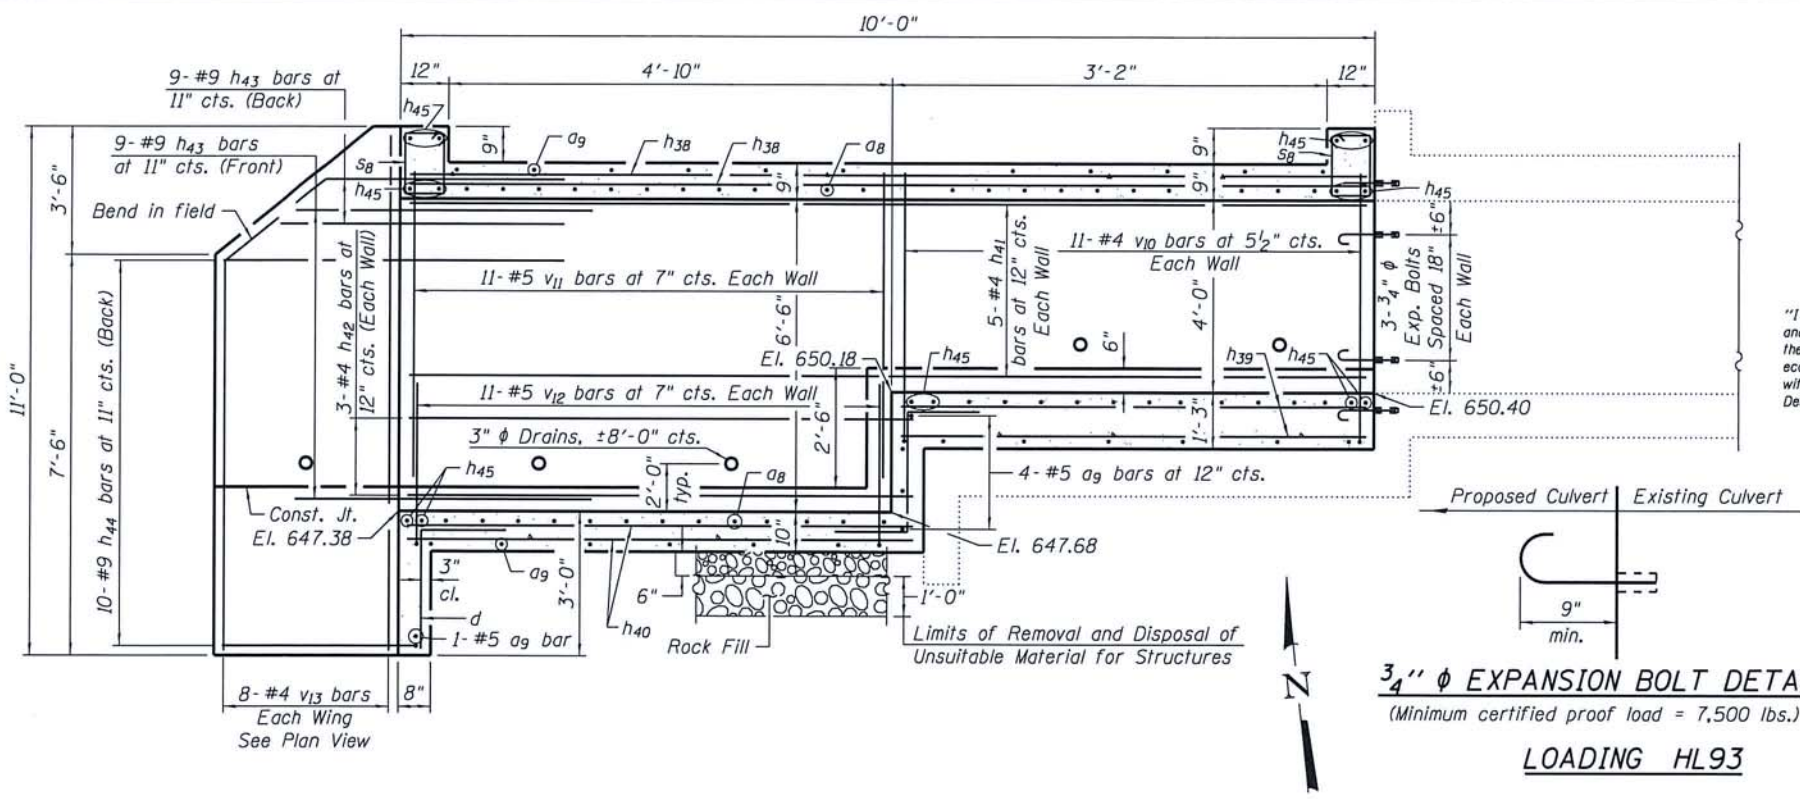 10'-0"
12"
4'-10"
3'-2"
12"
9-#9 h43 bars at
11" cts. (Back)
h45
9-#9 h43 bars
at 11" cts. (Front)
s8
h45
9"
a9
h38
h38
a8
9"
9"
9"
h45
s8
h45
3'-6"
Bend in field
11'-0"
7'-6"
10-#9 h44 bars at 11" cts. (Back)
3-#4 h42 bars at
12" cts. (Each Wall)
11-#5 v11 bars at 7" cts. Each Wall
6'-6"
5-#4 h41
bars at 12" cts.
Each Wall
11-#4 v10 bars at 5½" cts.
Each Wall
4'-0"
3-¾" ϕ
Exp. Bolts
Spaced 18"
Each Wall
±6"
±6"
El. 650.18
h45
6"
h39
h45
El. 650.40
11-#5 v12 bars at 7" cts. Each Wall
2'-6"
1'-3"
3" ϕ Drains, ±8'-0" cts.
h45
2'-0"
typ.
a8
4-#5 a9 bars at 12" cts.
Const. Jt.
El. 647.38
10"
El. 647.68
3"
cl.
a9
3'-0"
6"
1'-0"
d
1-#5 a9 bar
h40
Rock Fill
Limits of Removal and Disposal of
Unsuitable Material for Structures
8-#4 v13 bars
Each Wing
See Plan View
8"
N
"I
and
the
eco
wit
De
Proposed Culvert
Existing Culvert
9"
min.
¾" ϕ EXPANSION BOLT DETA
(Minimum certified proof load = 7,500 lbs.)
LOADING HL93